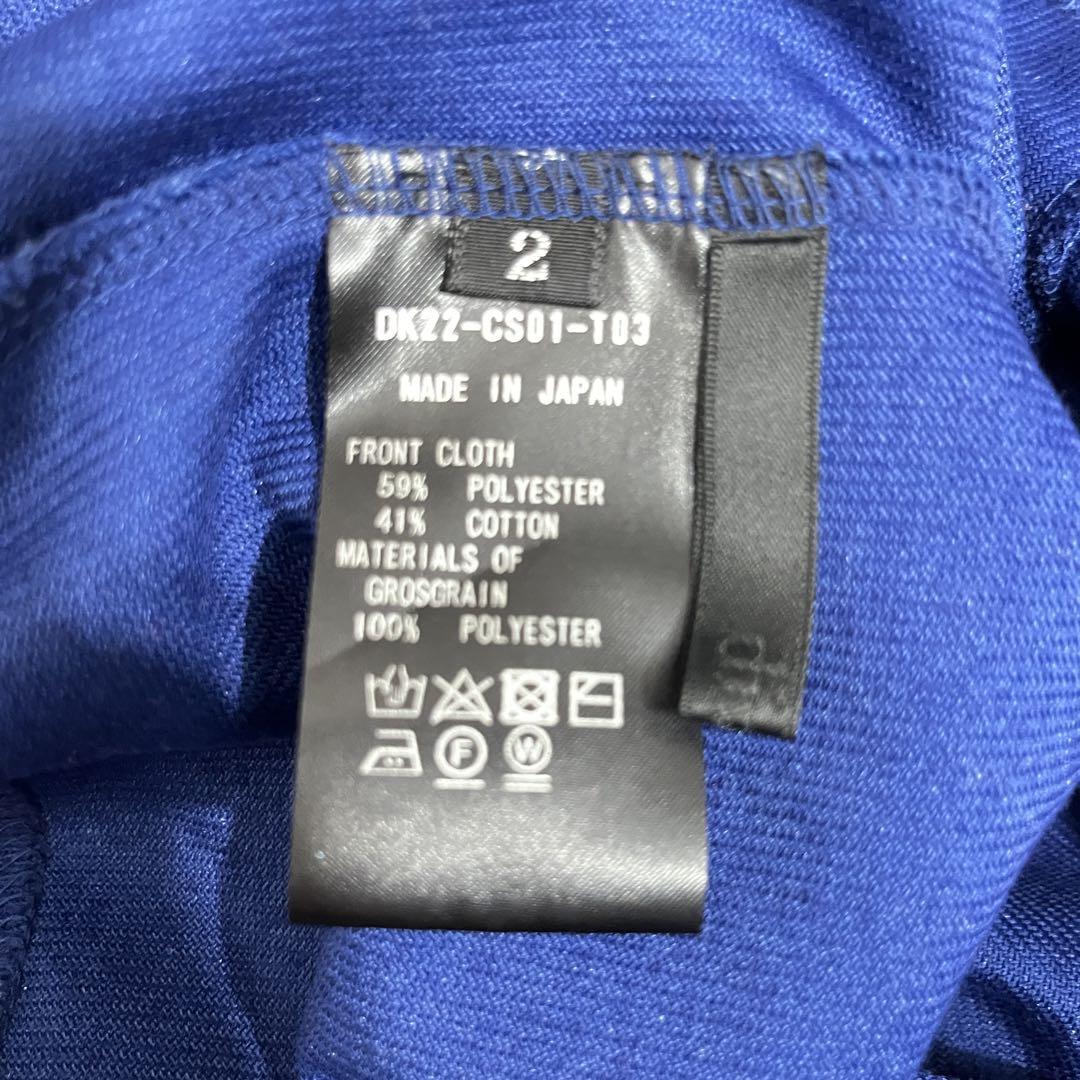 2
DK22-CS01-T03
MADE IN JAPAN
FRONT CLOTH
59% POLYESTER
41% COTTON
MATERIALS OF
GROSGRAIN
100% POLYESTER
F W